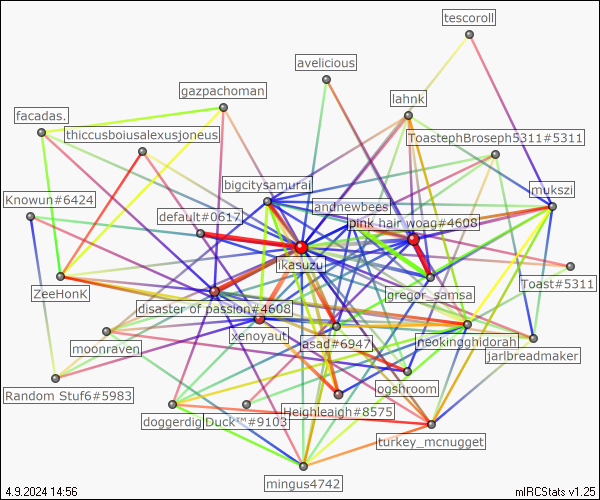 tescoroll
avelicious
gazpachoman
lahnk
facadas.
thiccusboiusalexusjoneus
ToastephBroseph5311#5311
bigcitysamurai
mukszi
Knowun#6424
andnewbees
default#0617
pink hair woag#4608
ikasuzu
Toast#5311
ZeeHonK
gregor_samsa
disaster of passion#4608
xenoyaut
asad#6947
neokingghidorah
moonraven
jarlbreadmaker
Random Stuf6#5983
ogshroom
doggerdig
Duck™#9103
Heighleaigh#8575
turkey_mcnugget
mingus4742
4.9.2024 14:56
mIRCStats v1.25